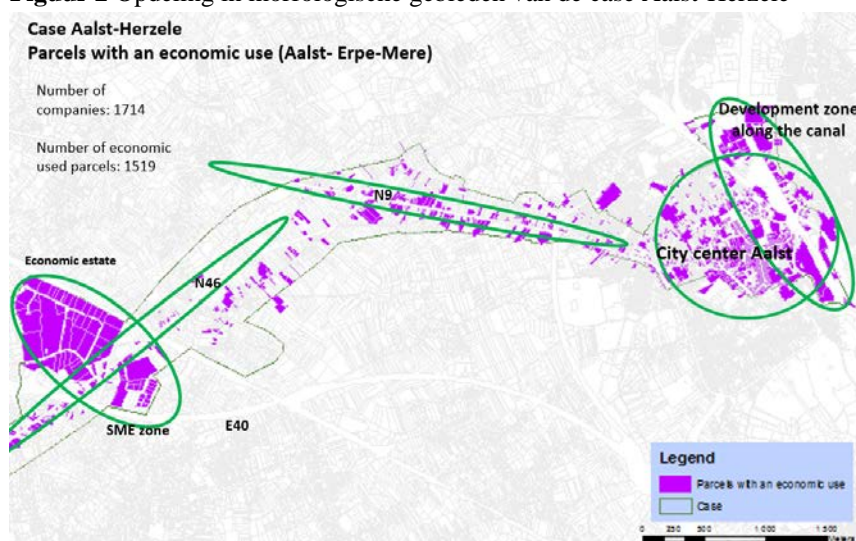 Figuur 2 Opdeling in morfologische gebieden van de case Aalst-Herzele
Case Aalst-Herzele
Parcels with an economic use (Aalst- Erpe-Mere)
Number of
companies: 1714
Number of economic
used parcels: 1519
Development zone
along the canal
N9
City center Aalst
Economic estate
N46
SME zone
E40
Legend
Parcels with an economic use
Case
0 250 500 1 000 1 500
Meters